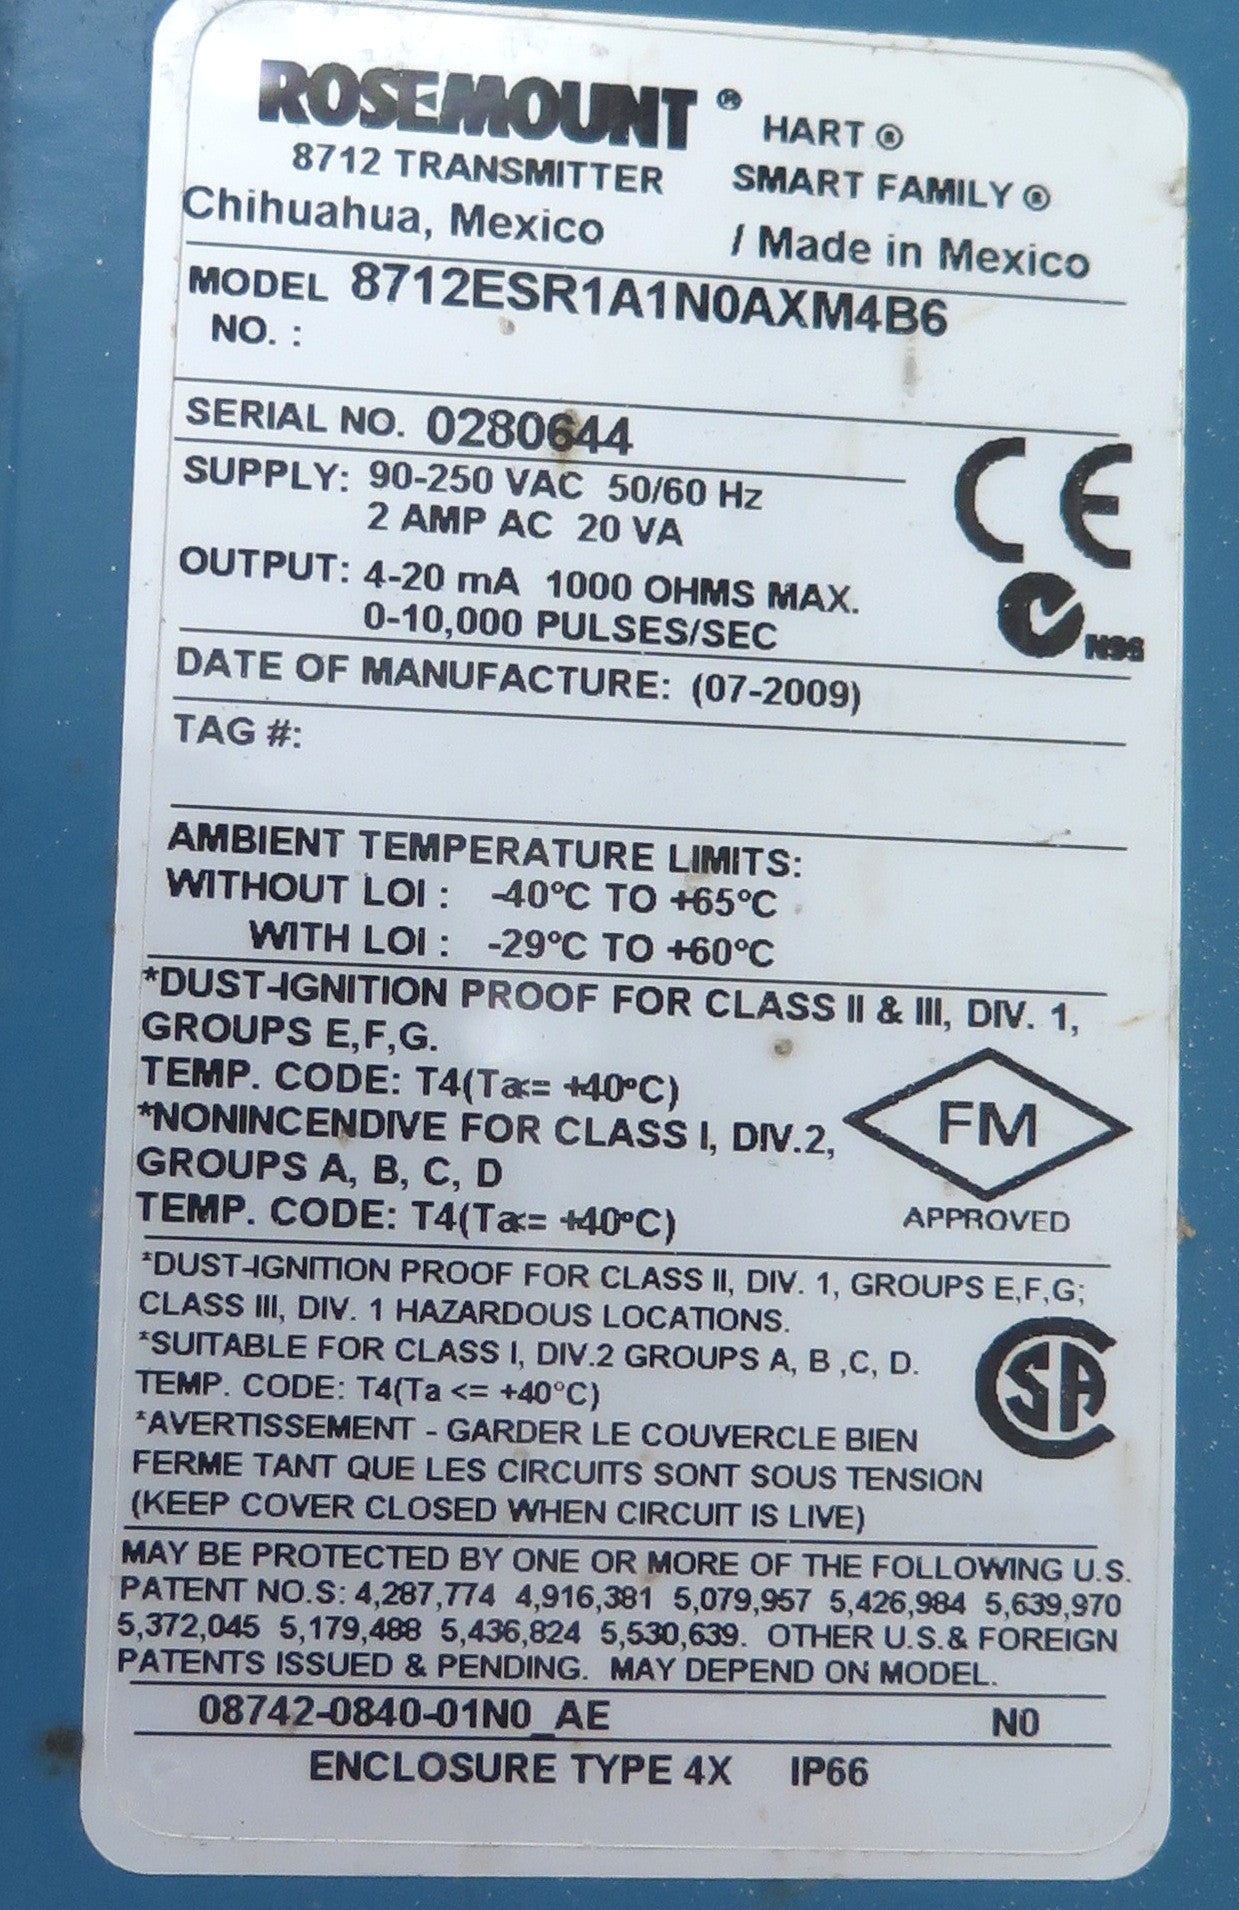 ROSEMOUNT ® HART ®
8712 TRANSMITTER SMART FAMILY ®
Chihuahua, Mexico / Made in Mexico
MODEL 8712ESR1A1N0AXM4B6
NO. :
SERIAL NO. 0280644
SUPPLY: 90-250 VAC 50/60 Hz
2 AMP AC 20 VA
CE
OUTPUT: 4-20 mA 1000 OHMS MAX.
0-10,000 PULSES/SEC
N96
DATE OF MANUFACTURE: (07-2009)
TAG #:
AMBIENT TEMPERATURE LIMITS:
WITHOUT LOI : -40°C TO +65°C
WITH LOI : -29°C TO +60°C
*DUST-IGNITION PROOF FOR CLASS II & III, DIV. 1,
GROUPS E,F,G.
TEMP. CODE: T4(Ta<= +40°C)
*NONINCENDIVE FOR CLASS I, DIV.2,
GROUPS A, B, C, D
TEMP. CODE: T4(Ta<= +40°C)
FM
APPROVED
*DUST-IGNITION PROOF FOR CLASS II, DIV. 1, GROUPS E,F,G;
CLASS III, DIV. 1 HAZARDOUS LOCATIONS.
*SUITABLE FOR CLASS I, DIV.2 GROUPS A, B ,C, D.
TEMP. CODE: T4(Ta <= +40°C)
SA
*AVERTISSEMENT - GARDER LE COUVERCLE BIEN
FERME TANT QUE LES CIRCUITS SONT SOUS TENSION
(KEEP COVER CLOSED WHEN CIRCUIT IS LIVE)
MAY BE PROTECTED BY ONE OR MORE OF THE FOLLOWING U.S.
PATENT NO.S: 4,287,774 4,916,381 5,079,957 5,426,984 5,639,970
5,372,045 5,179,488 5,436,824 5,530,639. OTHER U.S.& FOREIGN
PATENTS ISSUED & PENDING. MAY DEPEND ON MODEL.
08742-0840-01N0_AE N0
ENCLOSURE TYPE 4X IP66